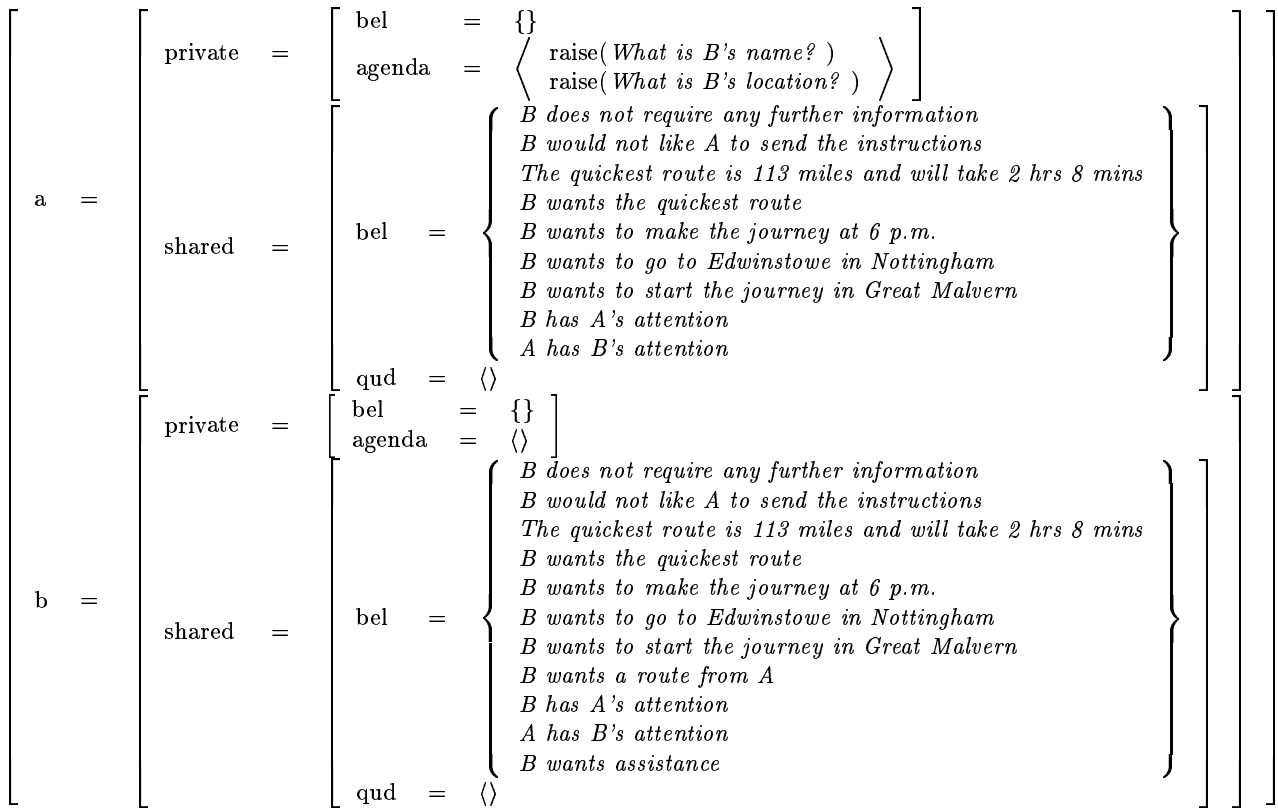 bel = {}
private =
agenda = ⟨ raise(What is B's name? )
raise(What is B's location? ) ⟩
B does not require any further information
B would not like A to send the instructions
The quickest route is 113 miles and will take 2 hrs 8 mins
a =
B wants the quickest route
shared = bel = B wants to make the journey at 6 p.m.
B wants to go to Edwinstowe in Nottingham
B wants to start the journey in Great Malvern
B has A's attention
A has B's attention
qud = ⟨⟩
bel = {}
private =
agenda = ⟨⟩
B does not require any further information
B would not like A to send the instructions
The quickest route is 113 miles and will take 2 hrs 8 mins
B wants the quickest route
b = B wants to make the journey at 6 p.m.
shared = bel = B wants to go to Edwinstowe in Nottingham
B wants to start the journey in Great Malvern
B wants a route from A
B has A's attention
A has B's attention
B wants assistance
qud = ⟨⟩